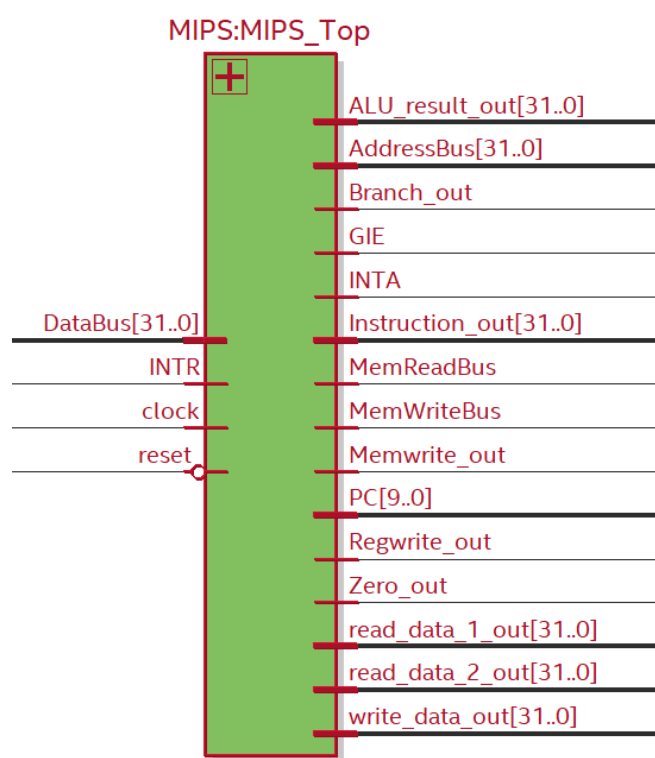 MIPS:MIPS_Top
ALU_result_out[31..0]
AddressBus[31..0]
Branch_out
GIE
INTA
DataBus[31..0]
Instruction_out[31..0]
INTR
MemReadBus
clock
MemWriteBus
reset
Memwrite_out
PC[9..0]
Regwrite_out
Zero_out
read_data_1_out[31..0]
read_data_2_out[31..0]
write_data_out[31..0]